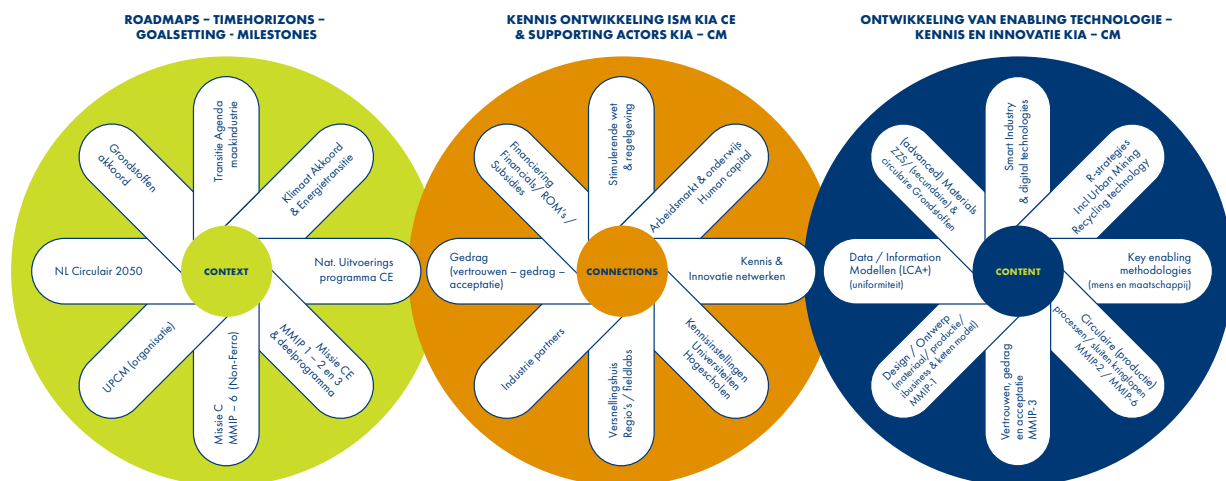 ROADMAPS – TIMEHORIZONS –
GOALSETTING - MILESTONES
KENNIS ONTWIKKELING ISM KIA CE
& SUPPORTING ACTORS KIA – CM
ONTWIKKELING VAN ENABLING TECHNOLOGIE –
KENNIS EN INNOVATIE KIA – CM
CONTEXT
Transitie Agenda
maakindustrie
Klimaat Akkoord
& Energietransitie
Nat. Uitvoerings
programma CE
Missie CE
MMIP 1 – 2 en 3
& deelprogramma
Missie C
MMIP – 6 (Non-Ferro)
UPCM (organisatie)
NL Circulair 2050
Grondstoffen
akkoord
CONNECTIONS
Stimulerende wet
& regelgeving
Arbeidsmarkt & onderwijs
Human capital
Kennis &
Innovatie netwerken
Kennisinstellingen
Universiteiten
Hogescholen
Versnellingshuis
Regio's / fieldlabs
Industrie partners
Gedrag
(vertrouwen – gedrag –
acceptatie)
Financiering
Financials/ ROM's /
Subsidies
CONTENT
Smart Industry
& digital technologies
R-strategies
Incl Urban Mining
Recycling technology
Key enabling
methodologies
(mens en maatschappij)
Circulaire (productie)
processen/ sluiten kringlopen
MMIP-2 / MMIP-6
Vertrouwen, gedrag
en acceptatie
MMIP-3
Design / Ontwerp
(materiaal/ productie/
ibusiness & keten model)
MMIP-1
Data / Information
Modellen (LCA+)
(uniformiteit)
(advanced) Materials
ZZS/ (secundaire) &
circulaire Grondstoffen